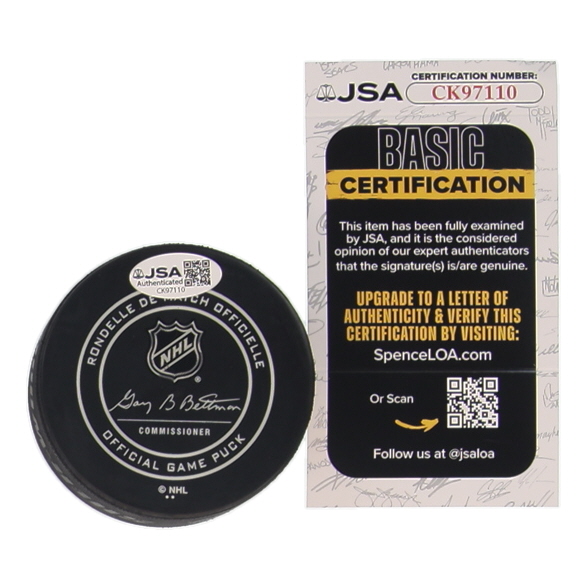 JSA
Authenticated
CK97110
RONDELLE DE MATCH OFFICIELLE
NHL
®
Gary B Bettman
COMMISSIONER
OFFICIAL GAME PUCK
© NHL
JSA
CERTIFICATION NUMBER:
CK97110
BASIC
CERTIFICATION
This item has been fully examined
by JSA, and it is the considered
opinion of our expert authenticators
that the signature(s) is/are genuine.
UPGRADE TO A LETTER OF
AUTHENTICITY & VERIFY THIS
CERTIFICATION BY VISITING:
SpenceLOA.com
Or Scan
Follow us at @jsaloa